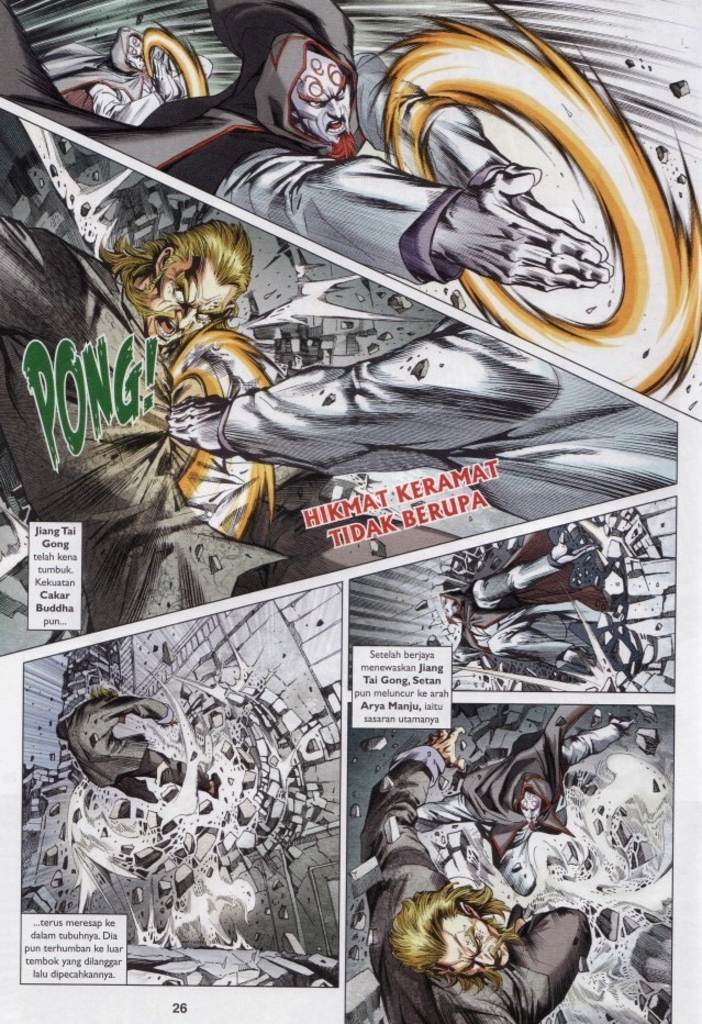 PONG!
HIKMAT KERAMAT
TIDAK BERUPA
Jiang Tai
Gong
telah kena
tumbuk.
Kekuatan
Cakar
Buddha
pun...
Setelah berjaya
menewaskan Jiang
Tai Gong, Setan
pun meluncur ke arah
Arya Manju, iaitu
sasaran utamanya
...terus meresap ke
dalam tubuhnya. Dia
pun terhumban ke luar
tembok yang dilanggar
lalu dipecahkannya.
26